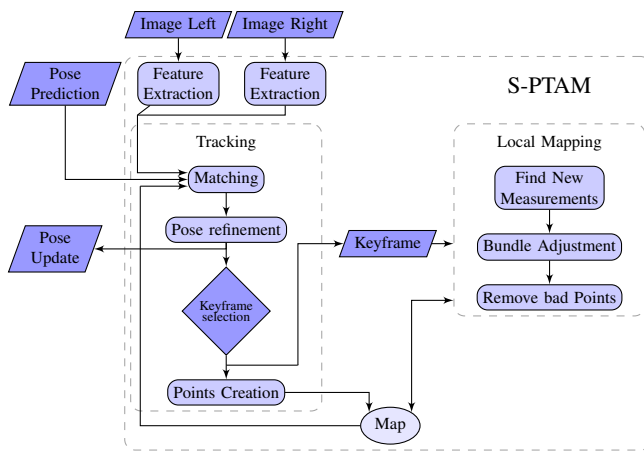 Image Left
Image Right
Pose
Prediction
Feature
Extraction
Feature
Extraction
S-PTAM
Tracking
Local Mapping
Matching
Find New
Measurements
Pose refinement
Pose
Update
Keyframe
Bundle Adjustment
Keyframe
selection
Remove bad Points
Points Creation
Map